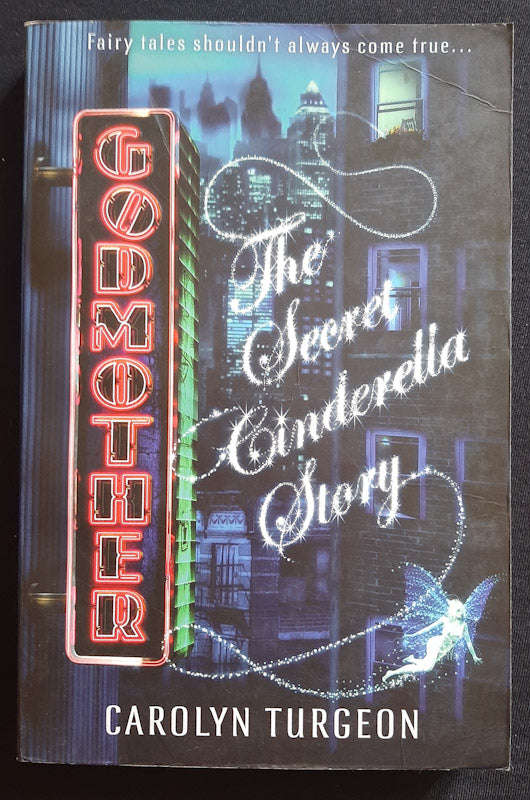 Fairy tales shouldn't always come true...
GODMOTHER
The
Secret
Cinderella
Story
CAROLYN TURGEON